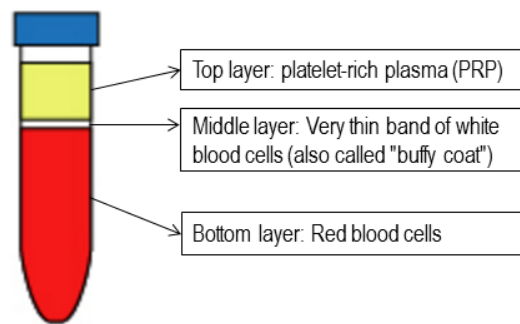 Top layer: platelet-rich plasma (PRP)
Middle layer: Very thin band of white
blood cells (also called "buffy coat")
Bottom layer: Red blood cells